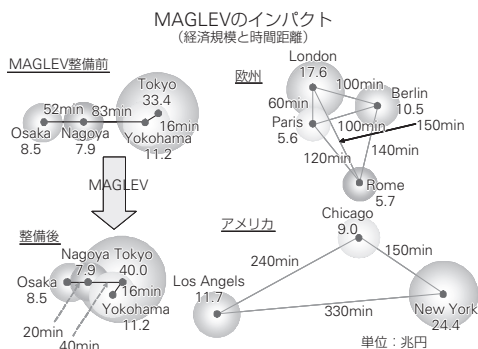 MAGLEVのインパクト
（経済規模と時間距離）
MAGLEV整備前
52min
83min
Tokyo
33.4
16min
Osaka
8.5
Nagoya
7.9
Yokohama
11.2
MAGLEV
整備後
Nagoya
7.9
Tokyo
40.0
Osaka
8.5
16min
Yokohama
11.2
20min
40min
欧州
London
17.6
100min
Berlin
10.5
60min
Paris
5.6
100min
150min
120min
140min
Rome
5.7
アメリカ
Chicago
9.0
240min
150min
Los Angels
11.7
330min
New York
24.4
単位：兆円